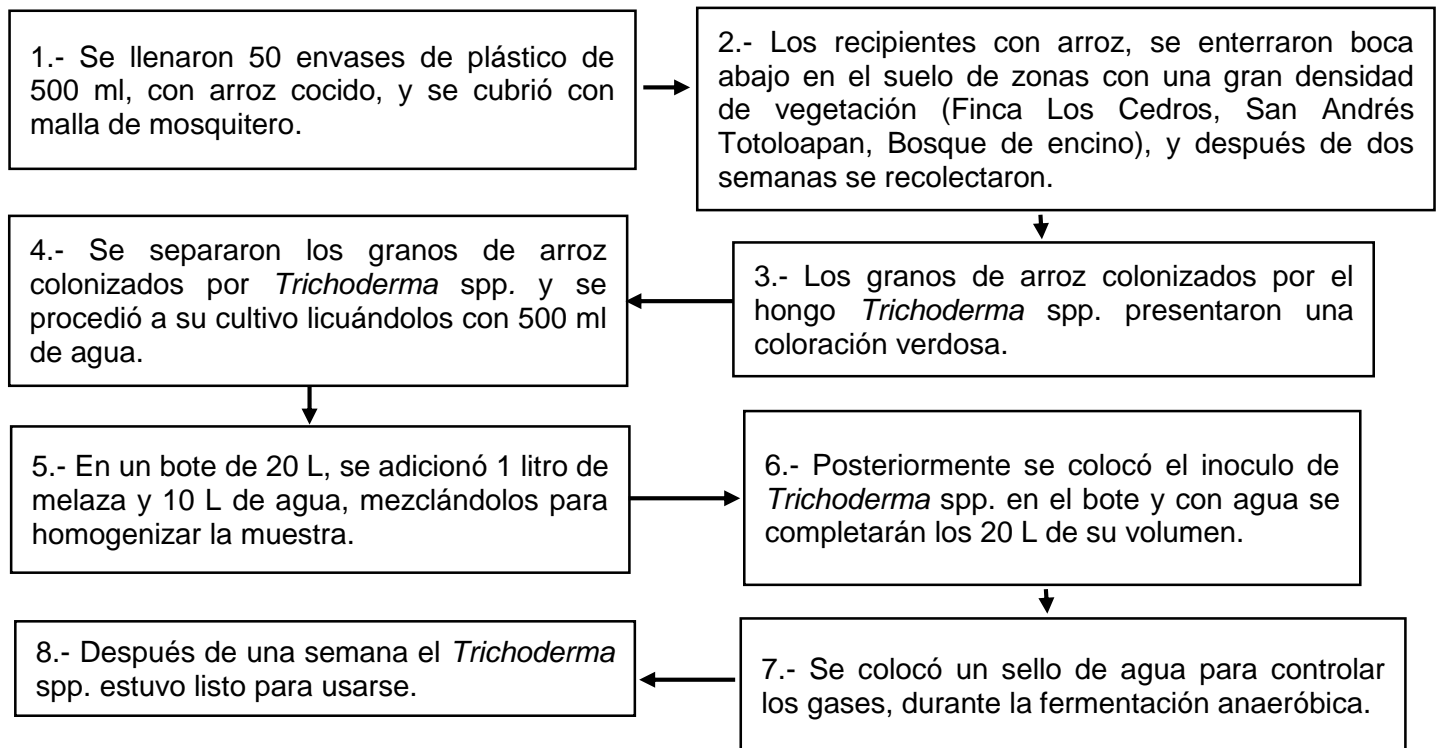 1.- Se llenaron 50 envases de plástico de
500 ml, con arroz cocido, y se cubrió con
malla de mosquitero.
2.- Los recipientes con arroz, se enterraron boca
abajo en el suelo de zonas con una gran densidad
de vegetación (Finca Los Cedros, San Andrés
Totoloapan, Bosque de encino), y después de dos
semanas se recolectaron.
3.- Los granos de arroz colonizados por el
hongo Trichoderma spp. presentaron una
coloración verdosa.
4.- Se separaron los granos de arroz
colonizados por Trichoderma spp. y se
procedió a su cultivo licuándolos con 500 ml
de agua.
5.- En un bote de 20 L, se adicionó 1 litro de
melaza y 10 L de agua, mezclándolos para
homogenizar la muestra.
6.- Posteriormente se colocó el inoculo de
Trichoderma spp. en el bote y con agua se
completarán los 20 L de su volumen.
7.- Se colocó un sello de agua para controlar
los gases, durante la fermentación anaeróbica.
8.- Después de una semana el Trichoderma
spp. estuvo listo para usarse.